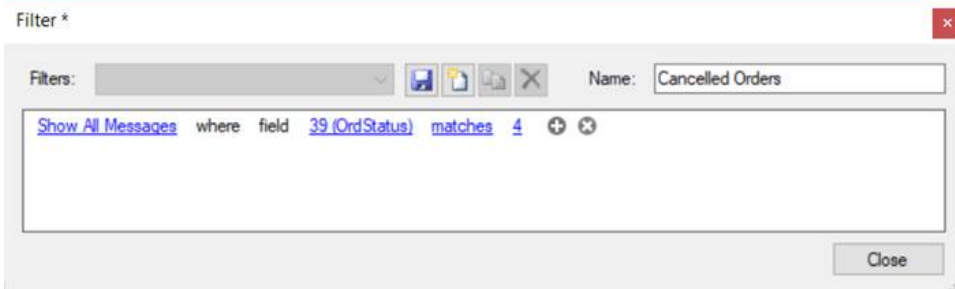 Filter *
Filters: Name: Cancelled Orders
Show All Messages where field 39 (OrdStatus) matches 4
Close